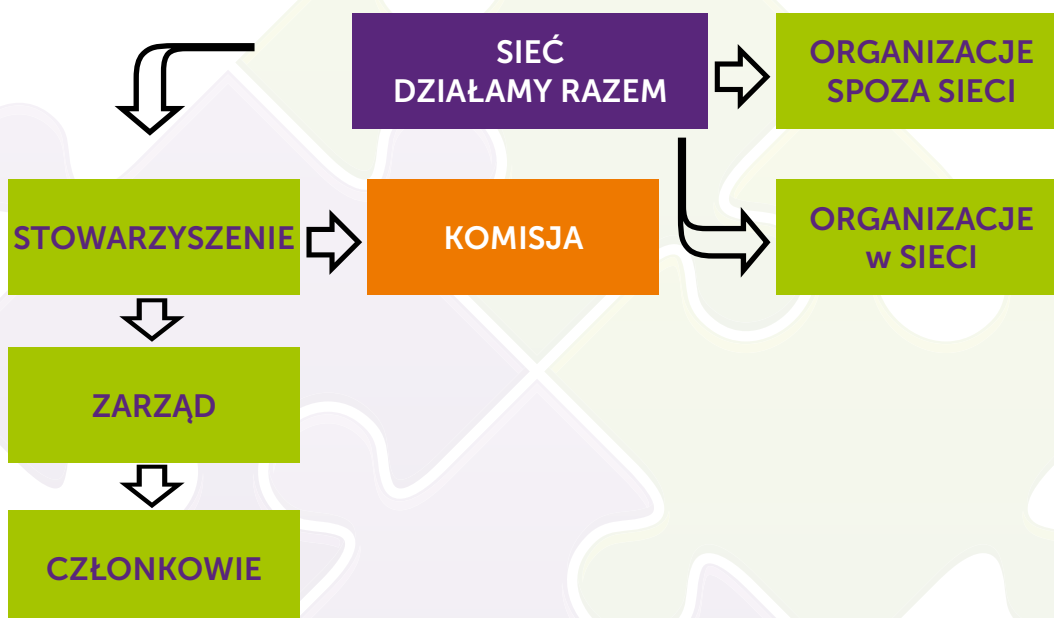 SIEĆ
DZIAŁAMY RAZEM
ORGANIZACJE
SPOZA SIECI
STOWARZYSZENIE
KOMISJA
ORGANIZACJE
w SIECI
ZARZĄD
CZŁONKOWIE